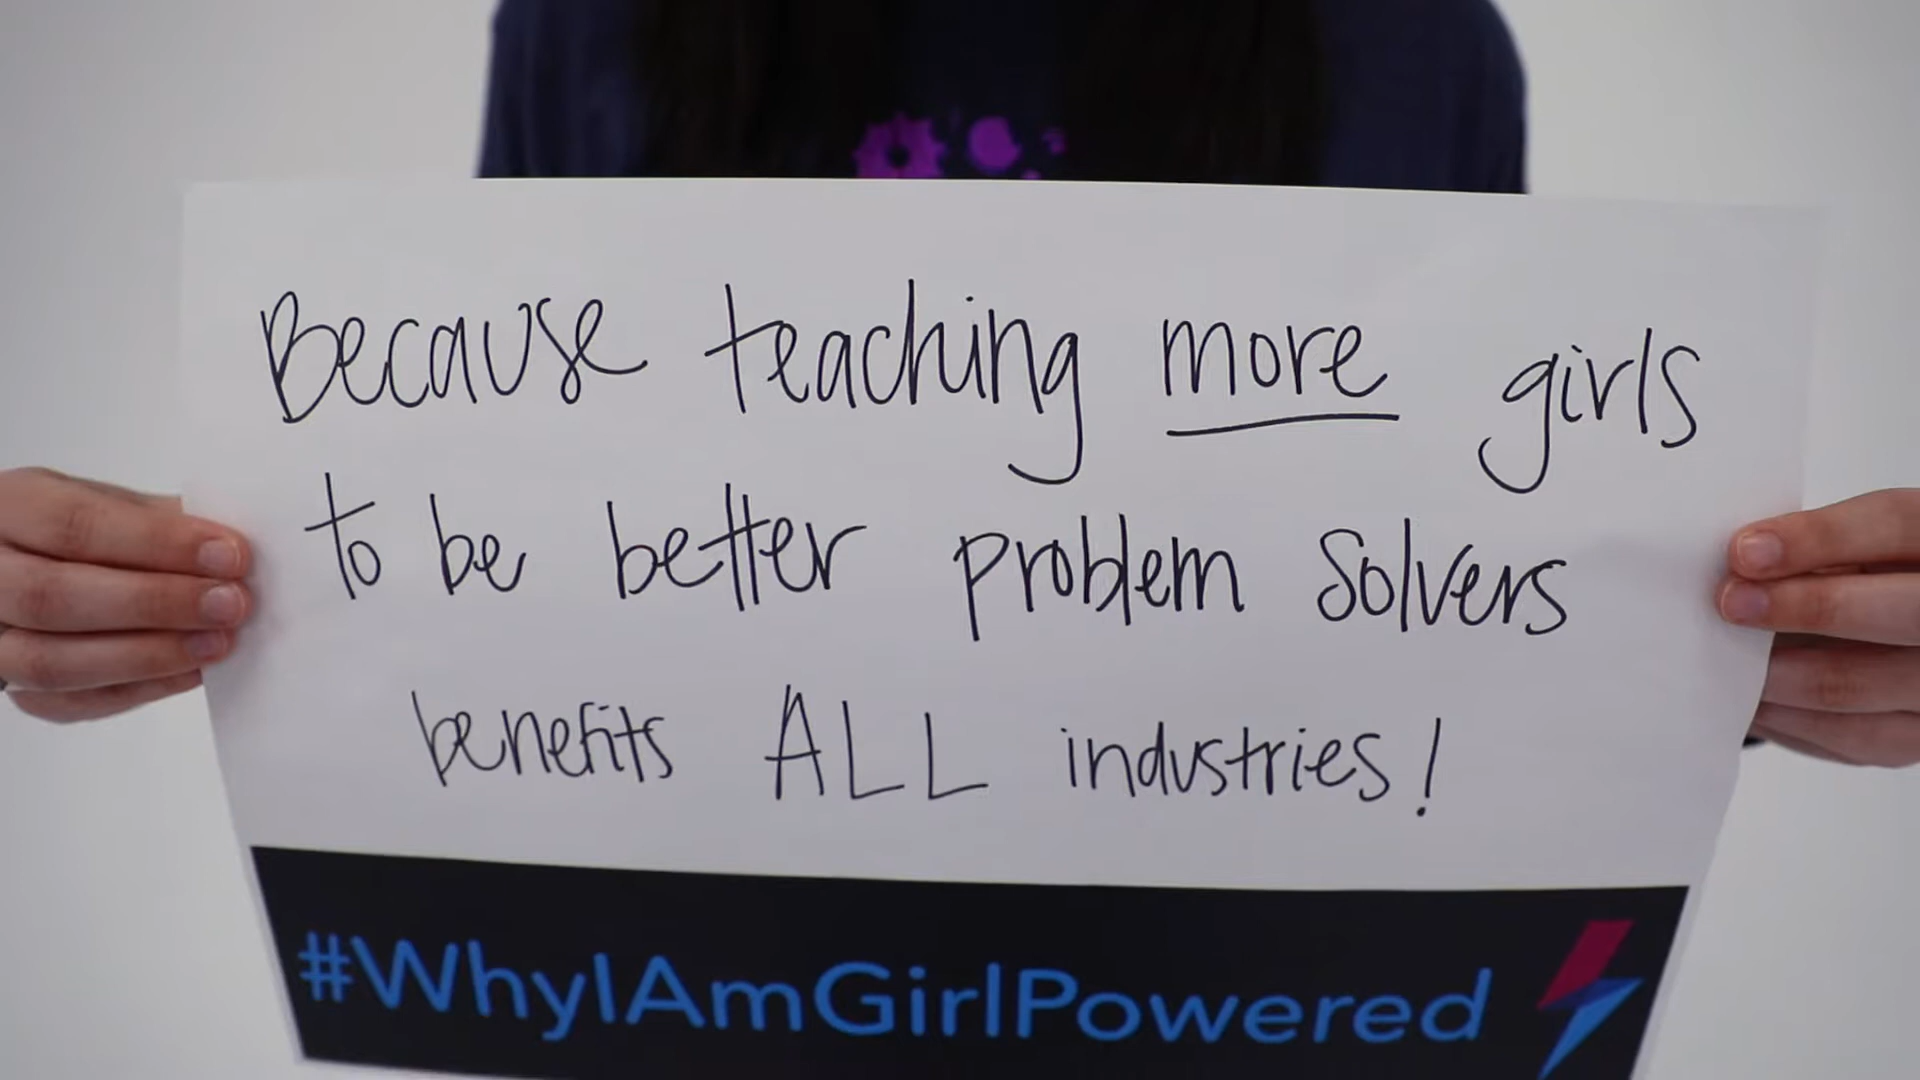 Because teaching more girls
to be better problem solvers
benefits ALL industries!
#WhyIAmGirlPowered